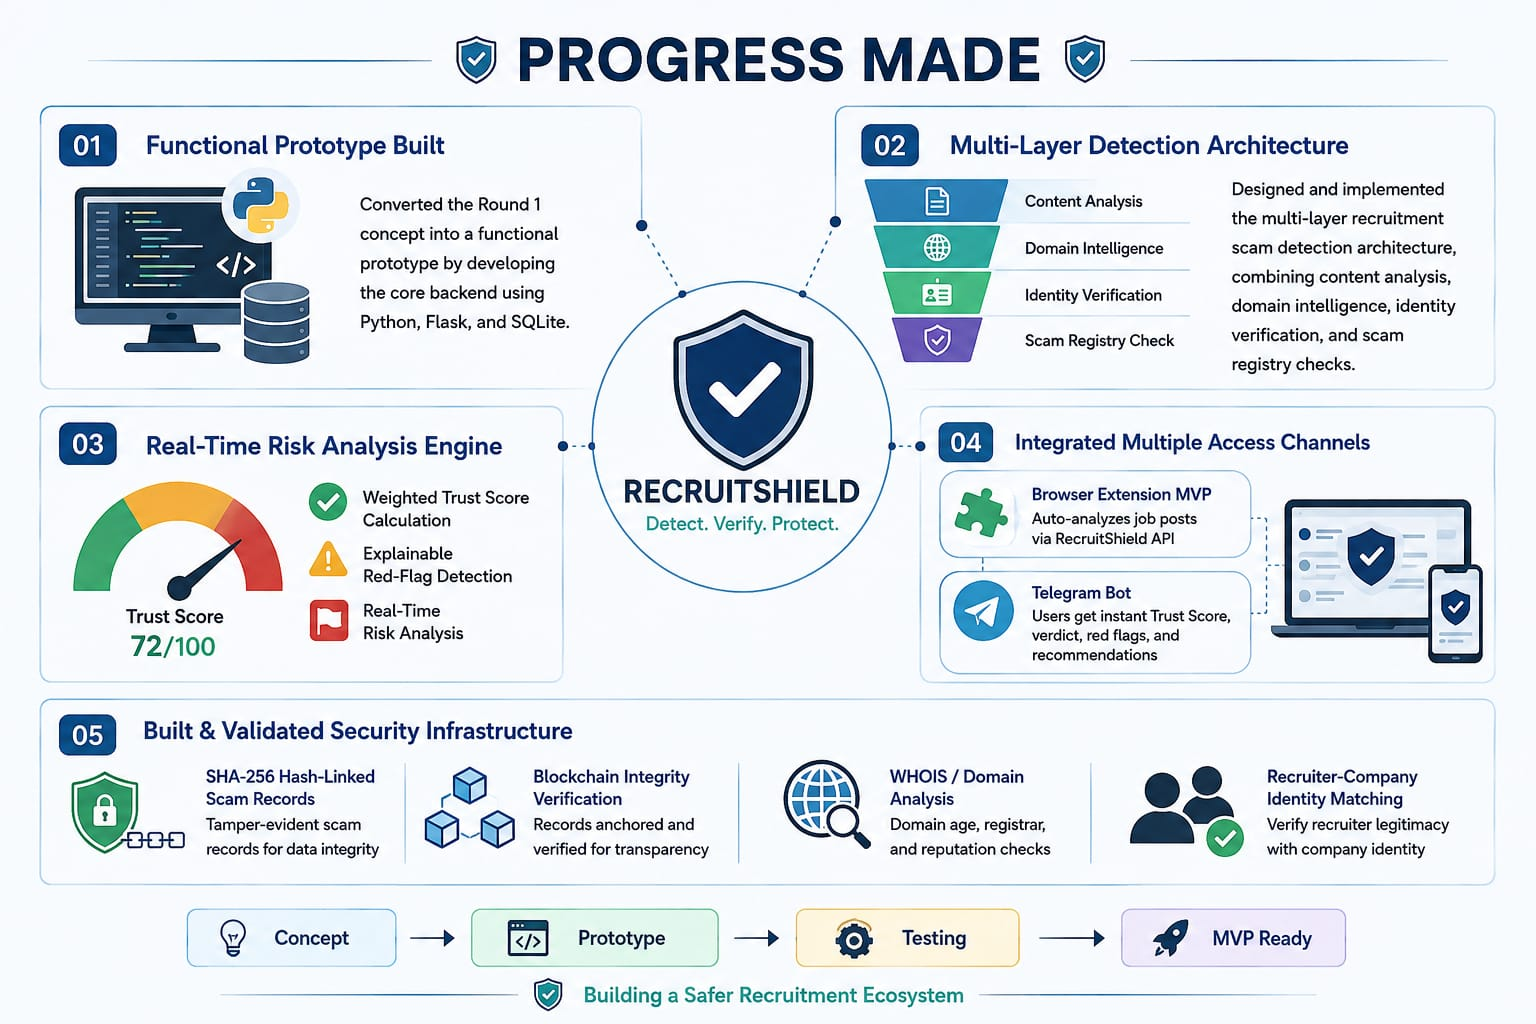 PROGRESS MADE
01
Functional Prototype Built
</>
Converted the Round 1
concept into a functional
prototype by developing
the core backend using
Python, Flask, and SQLite.
02
Multi-Layer Detection Architecture
Content Analysis
Domain Intelligence
Identity Verification
Scam Registry Check
Designed and implemented
the multi-layer recruitment
scam detection architecture,
combining content analysis,
domain intelligence, identity
verification, and scam
registry checks.
RECRUITSHIELD
Detect. Verify. Protect.
03
Real-Time Risk Analysis Engine
Trust Score
72/100
Weighted Trust Score
Calculation
Explainable
Red-Flag Detection
Real-Time
Risk Analysis
04
Integrated Multiple Access Channels
Browser Extension MVP
Auto-analyzes job posts
via RecruitShield API
Telegram Bot
Users get instant Trust Score,
verdict, red flags, and
recommendations
05
Built & Validated Security Infrastructure
SHA-256 Hash-Linked
Scam Records
Tamper-evident scam
records for data integrity
Blockchain Integrity
Verification
Records anchored and
verified for transparency
WHOIS / Domain
Analysis
Domain age, registrar,
and reputation checks
Recruiter-Company
Identity Matching
Verify recruiter legitimacy
with company identity
Concept
</>
Prototype
Testing
MVP Ready
Building a Safer Recruitment Ecosystem